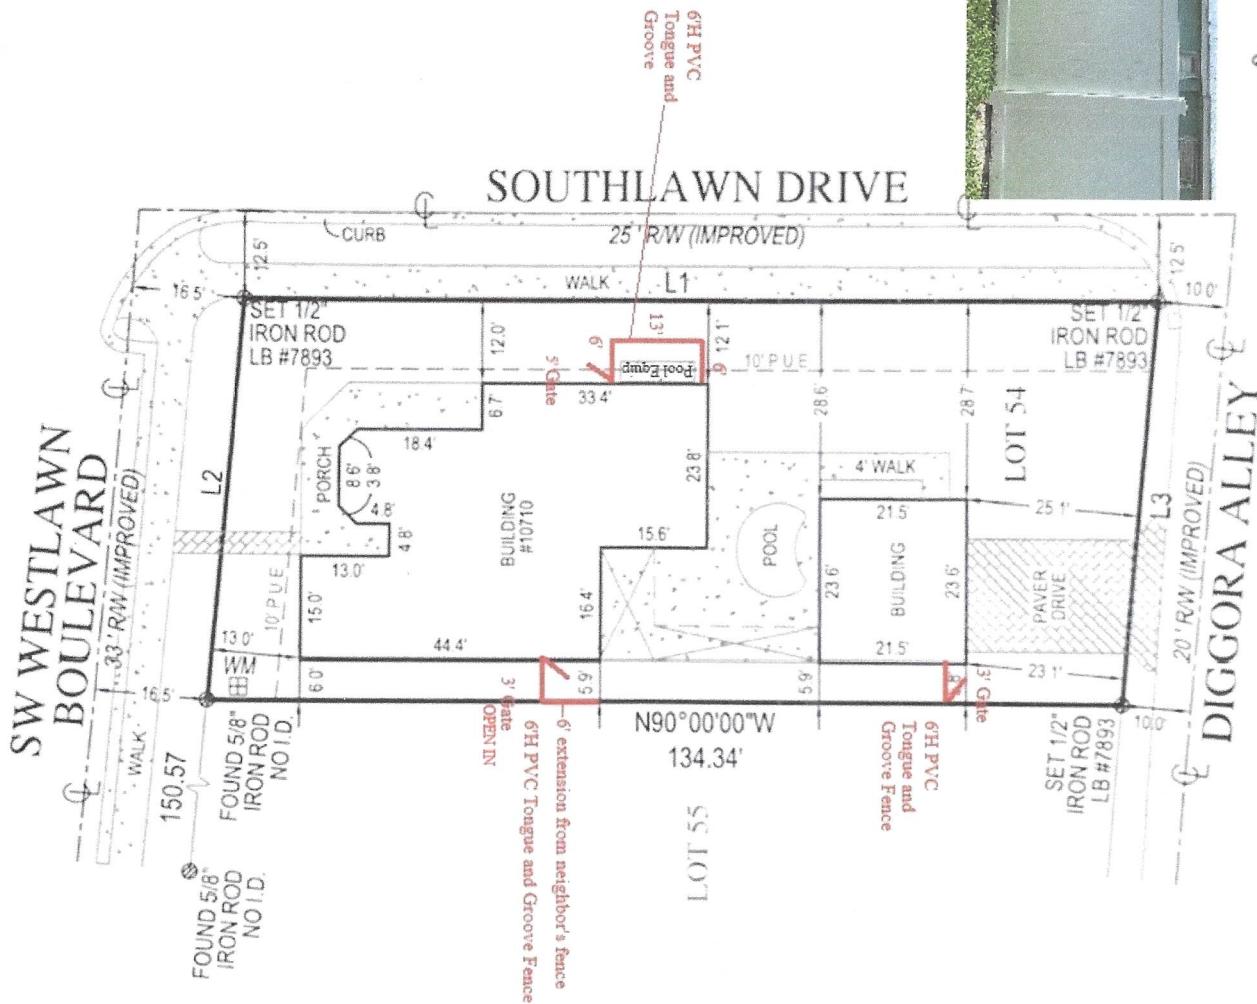 6'H PVC
Tongue and
Groove
SOUTHLAWN DRIVE
CURB
25' R/W (IMPROVED)
WALK
L1
12.5'
16.5'
12.5'
10.0'
SET 1/2"
IRON ROD
LB #7893
SET 1/2"
IRON ROD
LB #7893
12.0'
13'
6'
6'
12.1'
10' PUE
Pool Equip
5' Gate
33.4'
6.7'
28.6'
28.7'
LOT 54
18.4'
PORCH
8.6'
3.8'
4.8'
4.8'
13.0'
BUILDING
#10710
23.8'
15.6'
16.4'
POOL
4' WALK
21.5'
25.1'
BUILDING
23.6'
23.6'
21.5'
PAVER
DRIVE
L3
20' R/W (IMPROVED)
DIGGORA ALLEY
SW WESTLAWN
BOULEVARD
33' R/W (IMPROVED)
L2
10' PUE
15.0'
13.0'
WM
44.4'
6.0'
5.9'
5.9'
23.1'
16.5'
10.0'
WALK
3' Gate
OPEN IN
3' Gate
6'H PVC
Tongue and
Groove Fence
6' extension from neighbor's fence
6'H PVC Tongue and Groove Fence
N90°00'00"W
134.34'
LOT 55
150.57
FOUND 5/8"
IRON ROD
NO I.D.
FOUND 5/8"
IRON ROD
NO I.D.
SET 1/2"
IRON ROD
LB #7893